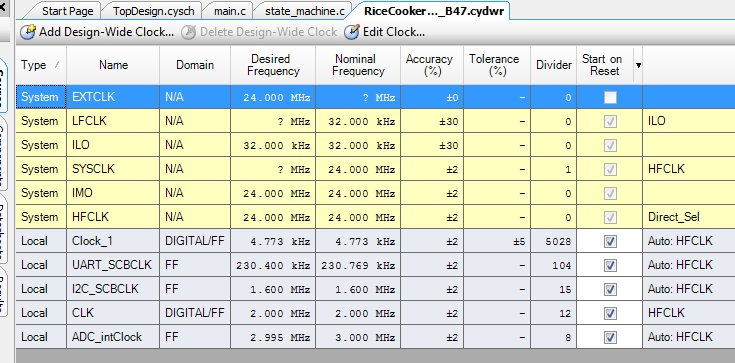 Start Page TopDesign.cysch main.c state_machine.c RiceCooker..._B47.cydwr
Add Design-Wide Clock... Delete Design-Wide Clock Edit Clock...
Type / Name Domain Desired Frequency Nominal Frequency Accuracy (%) Tolerance (%) Divider Start on Reset
System EXTCLK N/A 24.000 MHz ? MHz ±0 - 0
System LFCLK N/A ? MHz 32.000 kHz ±30 - 0 ILO
System ILO N/A 32.000 kHz 32.000 kHz ±30 - 0
System SYSCLK N/A ? MHz 24.000 MHz ±2 - 1 HFCLK
System IMO N/A 24.000 MHz 24.000 MHz ±2 - 0
System HFCLK N/A 24.000 MHz 24.000 MHz ±2 - 0 Direct_Sel
Local Clock_1 DIGITAL/FF 4.773 kHz 4.773 kHz ±2 ±5 5028 Auto: HFCLK
Local UART_SCBCLK FF 230.400 kHz 230.769 kHz ±2 - 104 Auto: HFCLK
Local I2C_SCBCLK FF 1.600 MHz 1.600 MHz ±2 - 15 Auto: HFCLK
Local CLK DIGITAL/FF 2.000 MHz 2.000 MHz ±2 - 12 HFCLK
Local ADC_intClock FF 2.995 MHz 3.000 MHz ±2 - 8 Auto: HFCLK